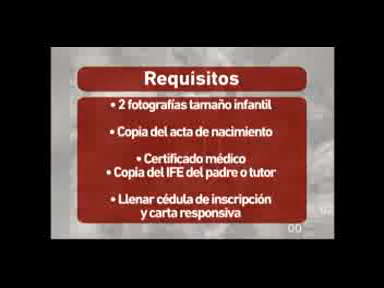 Requisitos
• 2 fotografías tamaño infantil
• Copia del acta de nacimiento
• Certificado médico
• Copia del IFE del padre o tutor
• Llenar cédula de inscripción
y carta responsiva
00